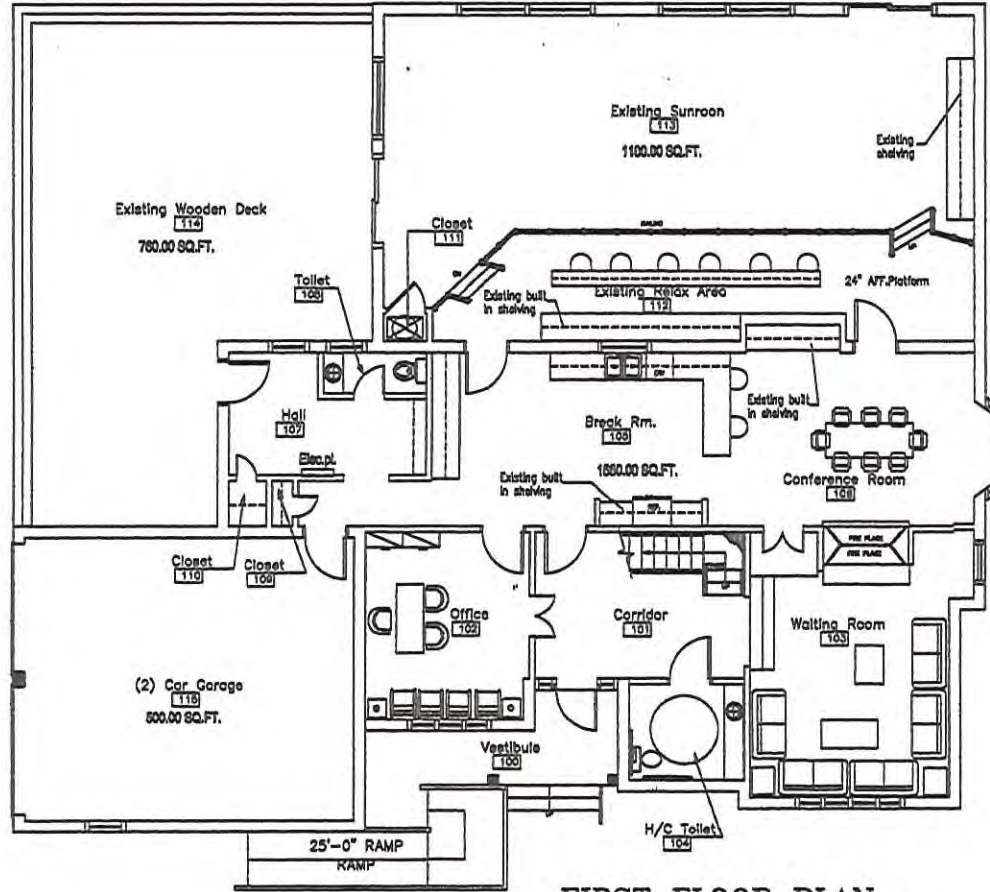 Existing Sunroon
113
1100.00 SQ.FT.
Existing
shelving
Existing Wooden Deck
114
760.00 SQ.FT.
Closet
111
RAILING
Toilet
Existing built
in shelving
Existing Relax Area
112
24" AFF.Platform
Hall
107
Elec.pl.
Break Rm.
105
1550.00 SQ.FT.
Existing built
in shelving
Existing built
in shelving
REF.
Conference Room
FIRE PLACE
FIRE PLACE
Closet
110
Closet
109
Office
102
Corridor
101
Waiting Room
103
(2) Car Garage
115
500.00 SQ.FT.
Vestibule
100
H/C Toilet
104
25'-0" RAMP
RAMP
FIRST FLOOR PLAN